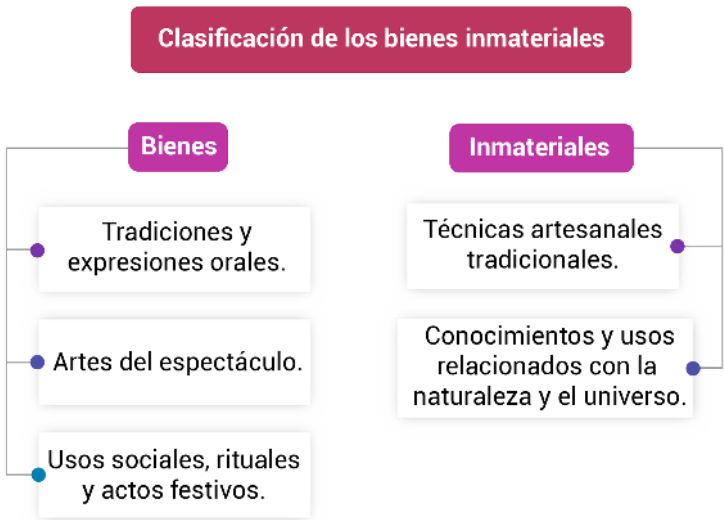 Clasificación de los bienes inmateriales
Bienes
Tradiciones y
expresiones orales.
Artes del espectáculo.
Usos sociales, rituales
y actos festivos.
Inmateriales
Técnicas artesanales
tradicionales.
Conocimientos y usos
relacionados con la
naturaleza y el universo.